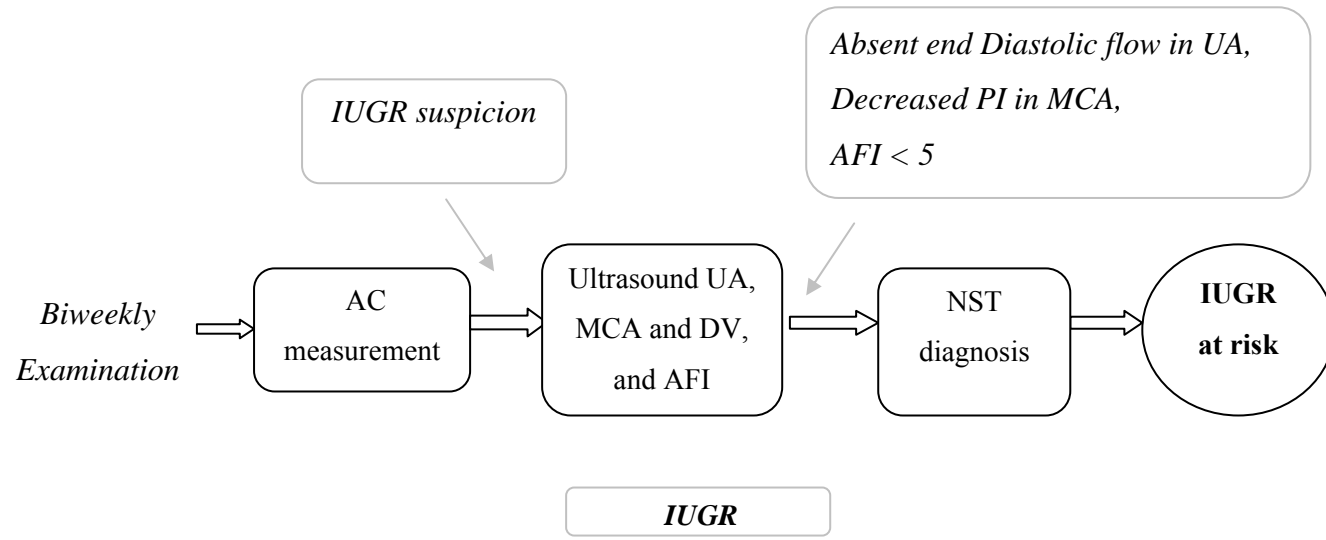 IUGR suspicion
Absent end Diastolic flow in UA,
Decreased PI in MCA,
AFI < 5
Biweekly
Examination
AC
measurement
Ultrasound UA,
MCA and DV,
and AFI
NST
diagnosis
IUGR
at risk
IUGR